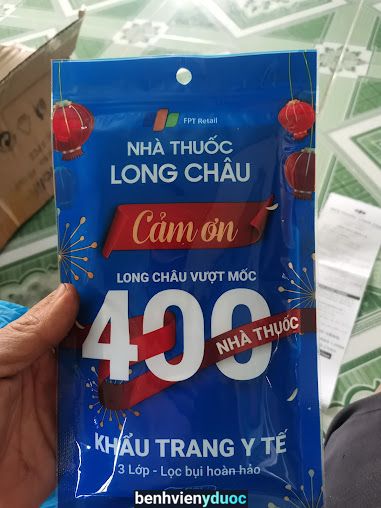 FPT Retail
NHÀ THUỐC
LONG CHÂU
Cảm ơn
LONG CHÂU VƯỢT MỐC
400
NHÀ THUỐC
KHẨU TRANG Y TẾ
3 Lớp - Lọc bụi hoàn hảo
benhvienyduoc